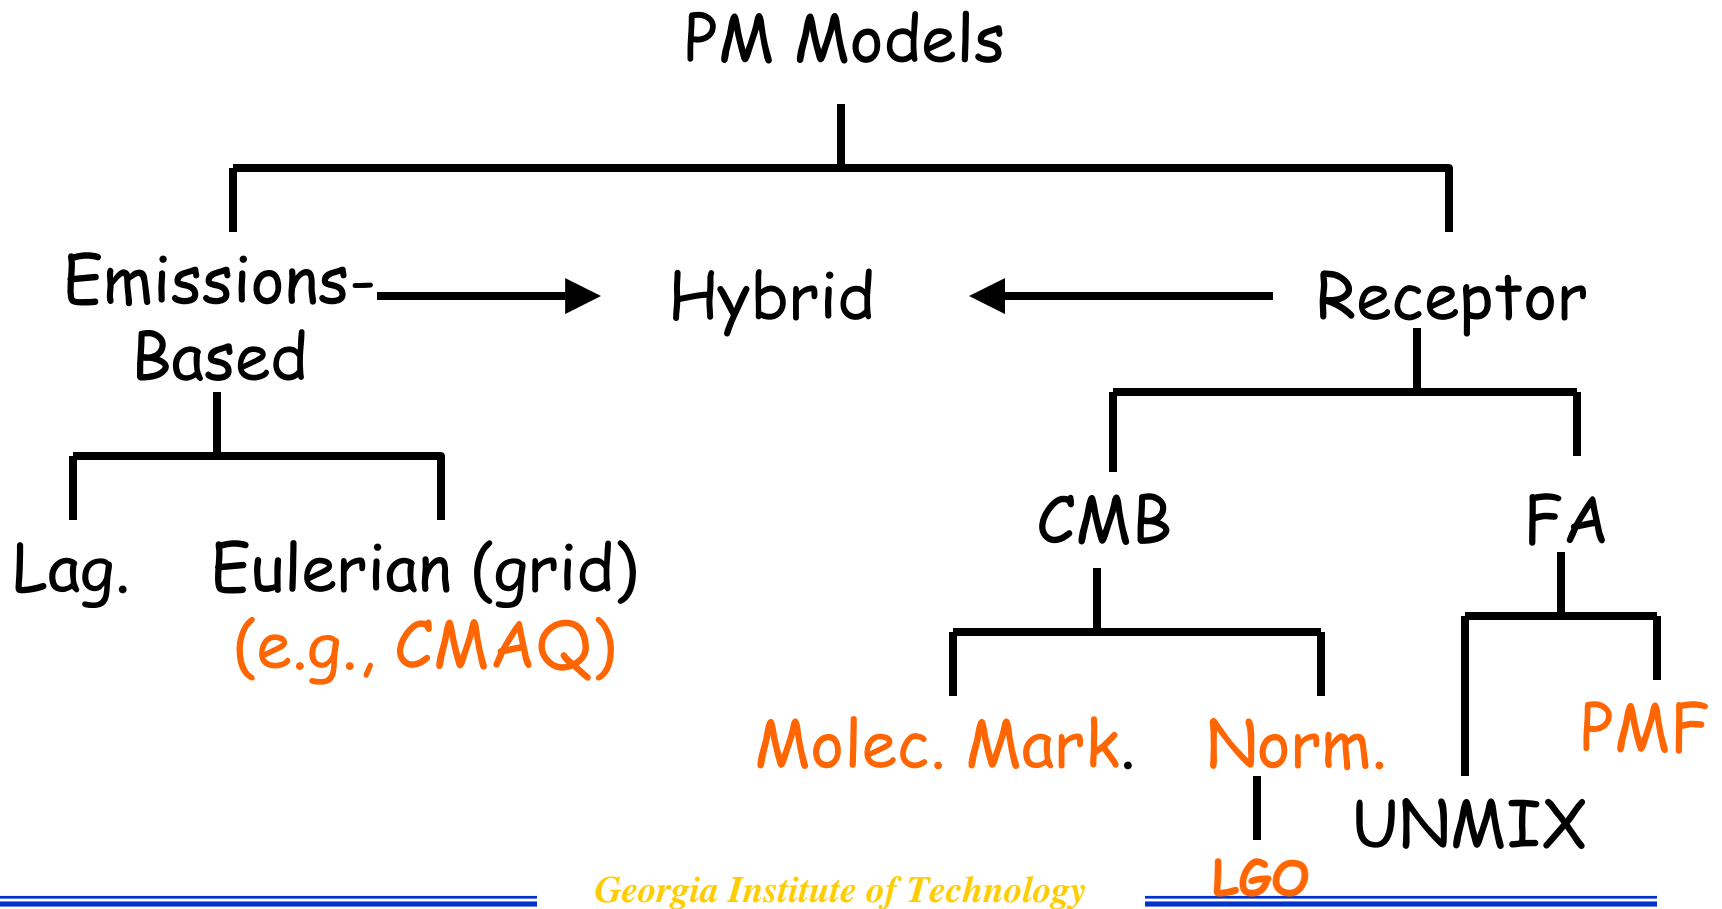 PM Models
Emissions-
Based
Hybrid
Receptor
CMB
FA
Lag.
Eulerian (grid)
(e.g., CMAQ)
Molec. Mark.
Norm.
PMF
UNMIX
LGO
Georgia Institute of Technology